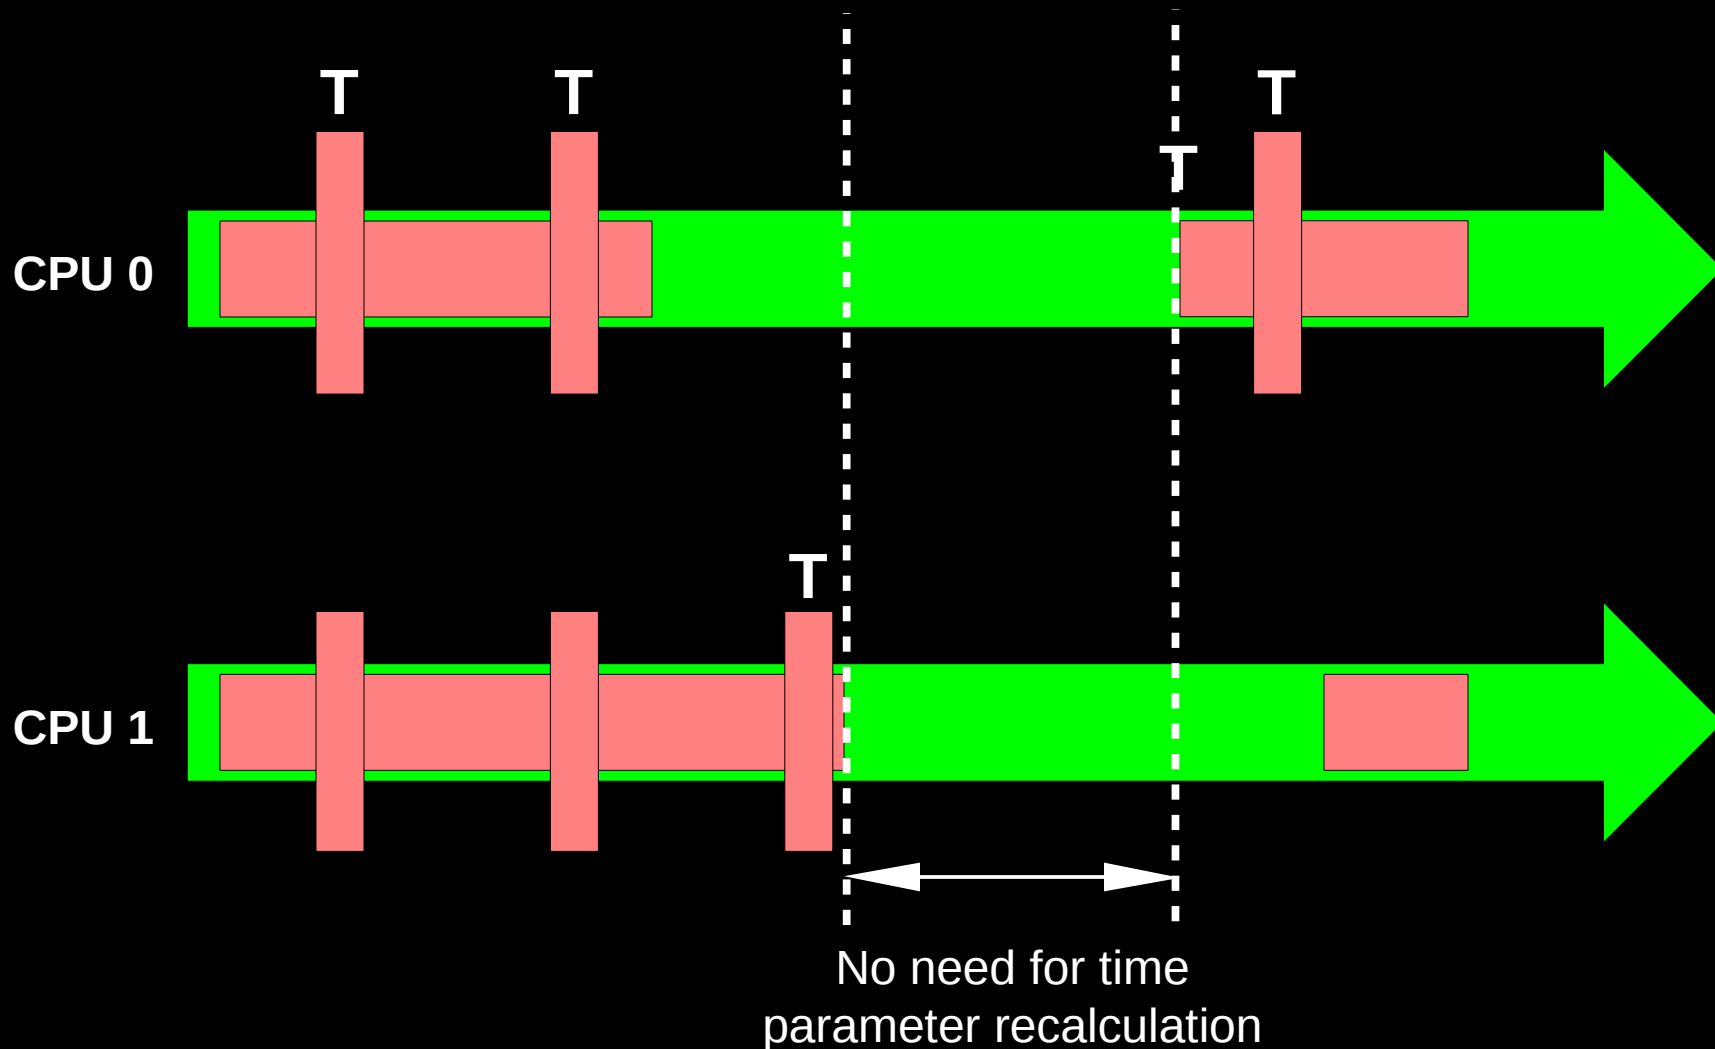 T T T
T
CPU 0
T
CPU 1
No need for time
parameter recalculation